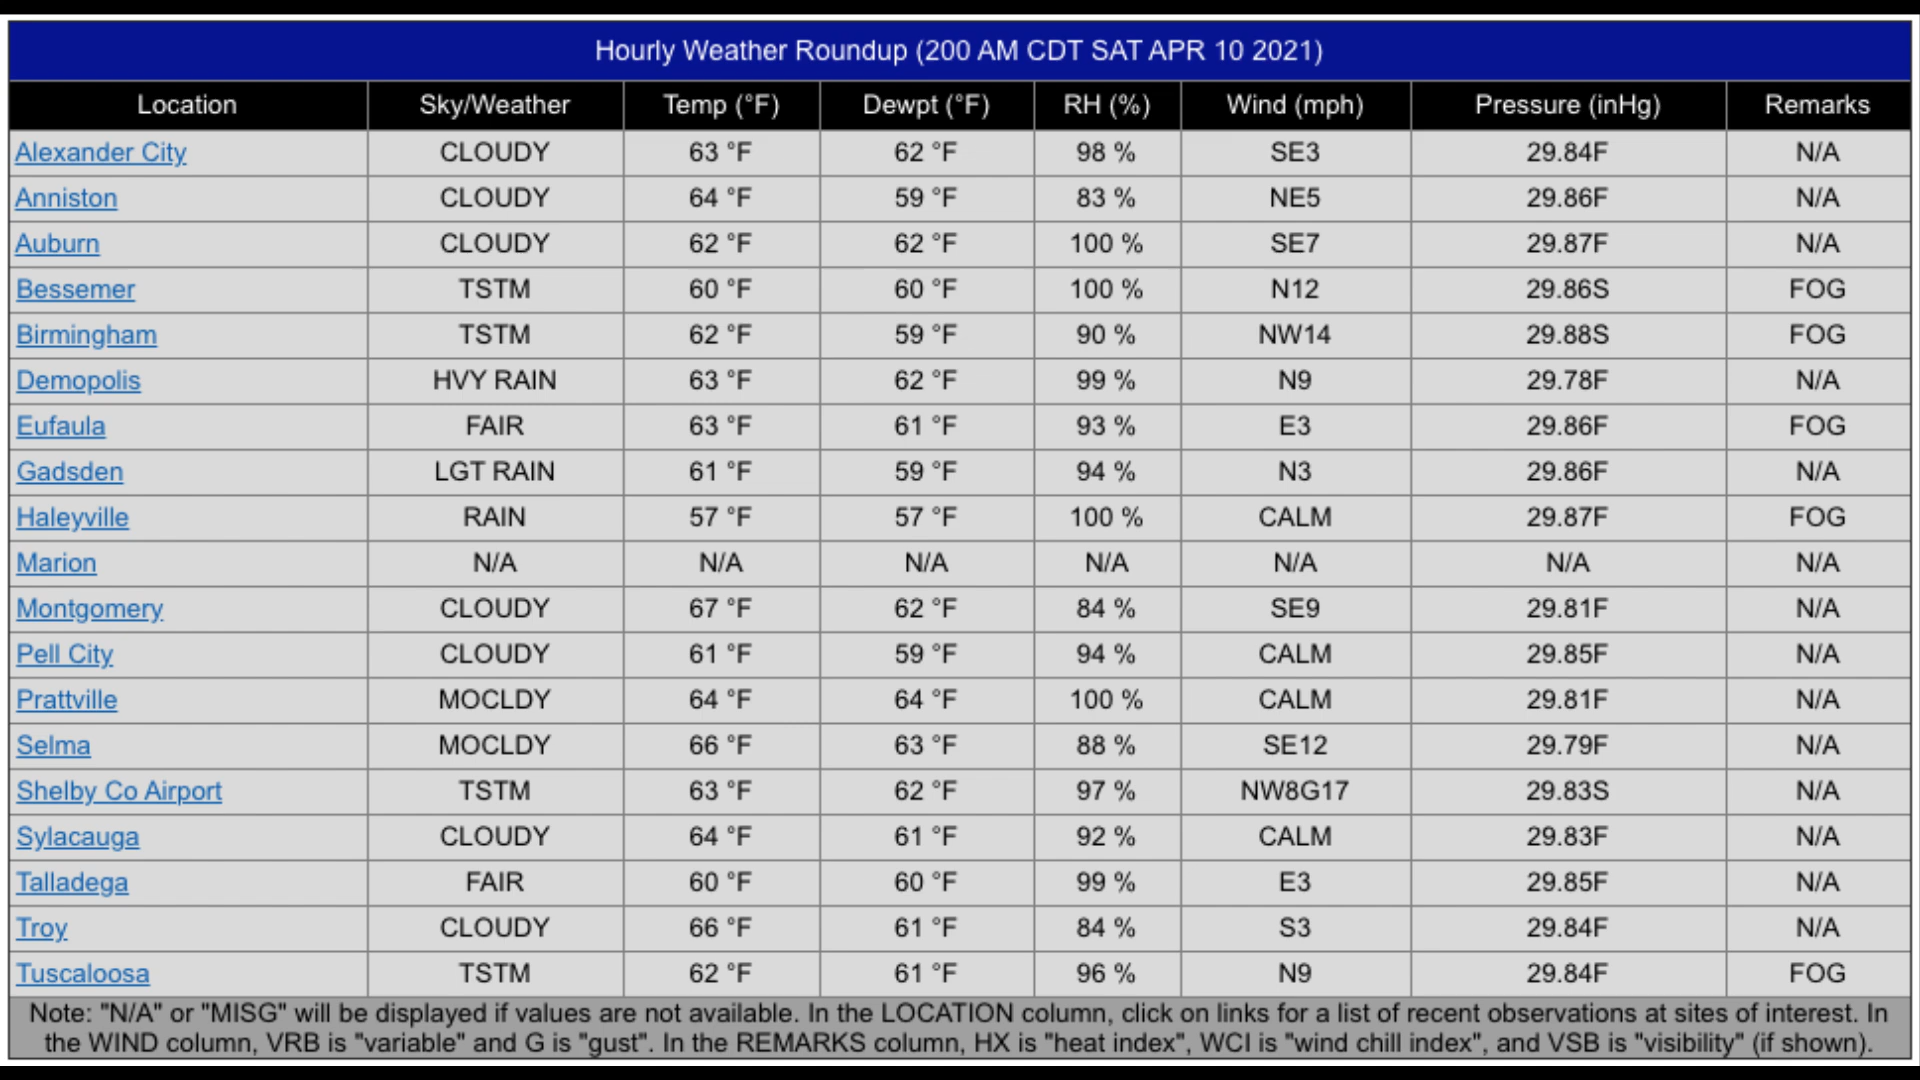 Hourly Weather Roundup (200 AM CDT SAT APR 10 2021)
Location Sky/Weather Temp (°F) Dewpt (°F) RH (%) Wind (mph) Pressure (inHg) Remarks
Alexander City CLOUDY 63 °F 62 °F 98 % SE3 29.84F N/A
Anniston CLOUDY 64 °F 59 °F 83 % NE5 29.86F N/A
Auburn CLOUDY 62 °F 62 °F 100 % SE7 29.87F N/A
Bessemer TSTM 60 °F 60 °F 100 % N12 29.86S FOG
Birmingham TSTM 62 °F 59 °F 90 % NW14 29.88S FOG
Demopolis HVY RAIN 63 °F 62 °F 99 % N9 29.78F N/A
Eufaula FAIR 63 °F 61 °F 93 % E3 29.86F FOG
Gadsden LGT RAIN 61 °F 59 °F 94 % N3 29.86F N/A
Haleyville RAIN 57 °F 57 °F 100 % CALM 29.87F FOG
Marion N/A N/A N/A N/A N/A N/A N/A
Montgomery CLOUDY 67 °F 62 °F 84 % SE9 29.81F N/A
Pell City CLOUDY 61 °F 59 °F 94 % CALM 29.85F N/A
Prattville MOCLDY 64 °F 64 °F 100 % CALM 29.81F N/A
Selma MOCLDY 66 °F 63 °F 88 % SE12 29.79F N/A
Shelby Co Airport TSTM 63 °F 62 °F 97 % NW8G17 29.83S N/A
Sylacauga CLOUDY 64 °F 61 °F 92 % CALM 29.83F N/A
Talladega FAIR 60 °F 60 °F 99 % E3 29.85F N/A
Troy CLOUDY 66 °F 61 °F 84 % S3 29.84F N/A
Tuscaloosa TSTM 62 °F 61 °F 96 % N9 29.84F FOG
Note: "N/A" or "MISG" will be displayed if values are not available. In the LOCATION column, click on links for a list of recent observations at sites of interest. In
the WIND column, VRB is "variable" and G is "gust". In the REMARKS column, HX is "heat index", WCI is "wind chill index", and VSB is "visibility" (if shown).